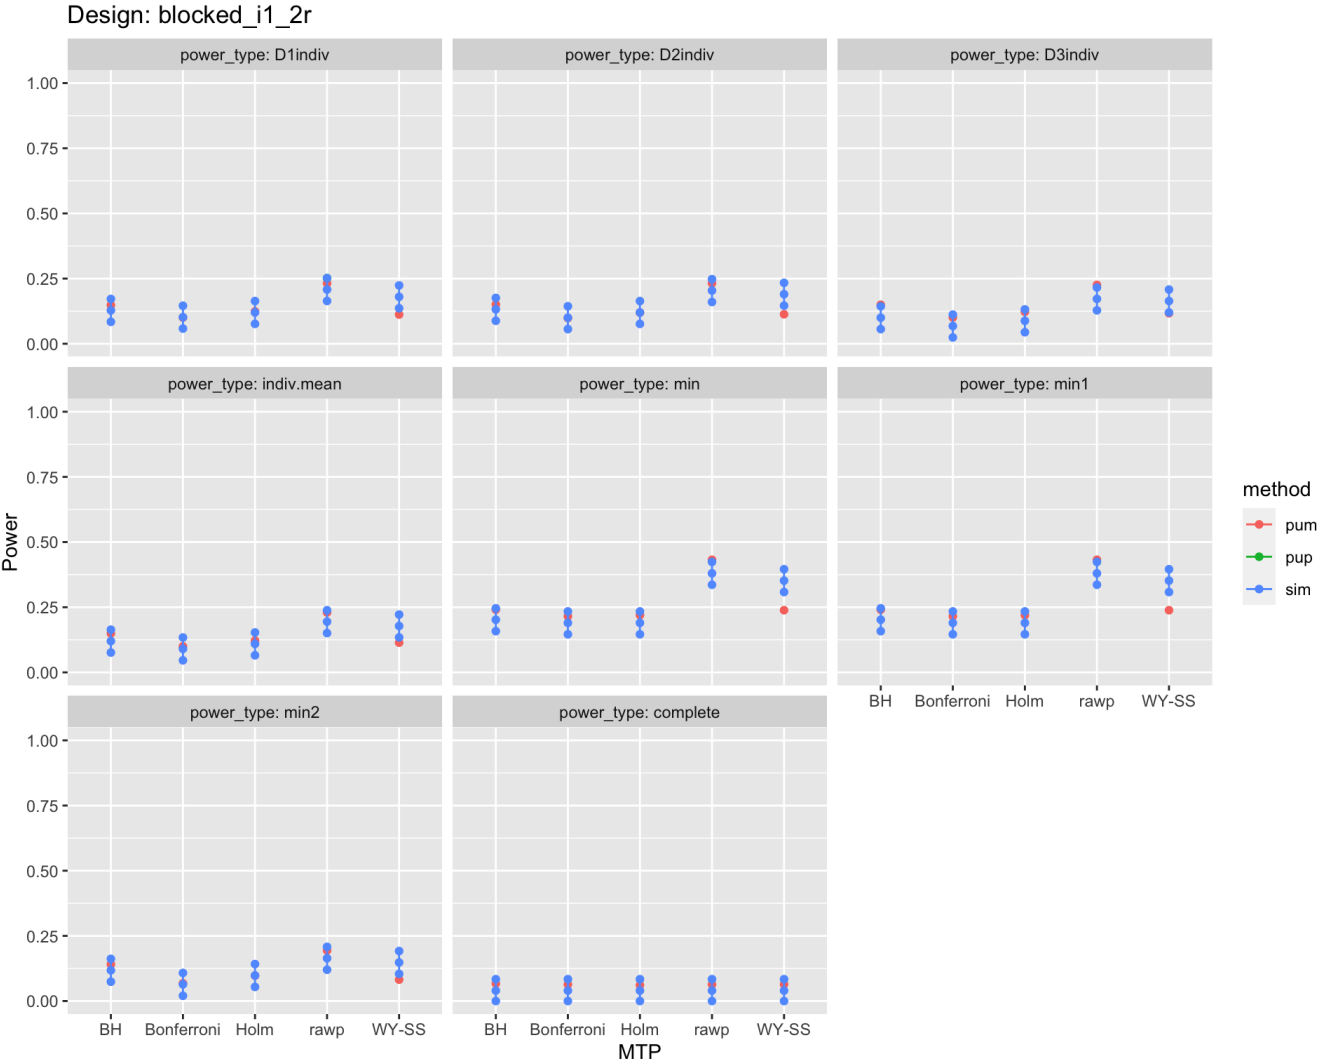 Design: blocked_i1_2r
power_type: D1indiv
power_type: D2indiv
power_type: D3indiv
1.00
0.75
0.50
0.25
0.00
power_type: indiv.mean
power_type: min
power_type: min1
1.00
0.75
0.50
0.25
0.00
BH Bonferroni Holm rawp WY-SS
power_type: min2
power_type: complete
1.00
0.75
0.50
0.25
0.00
BH Bonferroni Holm rawp WY-SS
BH Bonferroni Holm rawp WY-SS
Power
MTP
method
pum
pup
sim